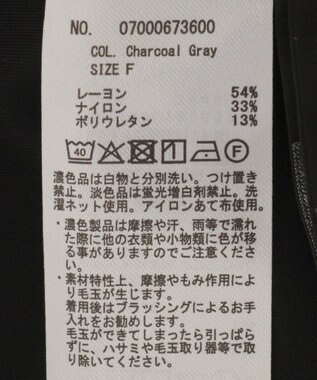 NO. 07000673600
COL. Charcoal Gray
SIZE F
レーヨン 54%
ナイロン 33%
ポリウレタン 13%
40 F
濃色品は白物と分別洗い。つけ置き
禁止。淡色品は蛍光増白剤禁止。洗
濯ネット使用。アイロンあて布使用。
・濃色製品は摩擦や汗、雨等で濡れ
た際に他の衣類や小物類に色が移
る事がありますのでご注意ください。
・素材特性上、摩擦やもみ作用によ
り毛玉が生じます。
着用後はブラッシングによるお手
入れをお勧めします。
毛玉ができてしまったら引っぱら
ずに、ハサミや毛玉取り器等で取
り除いてください。